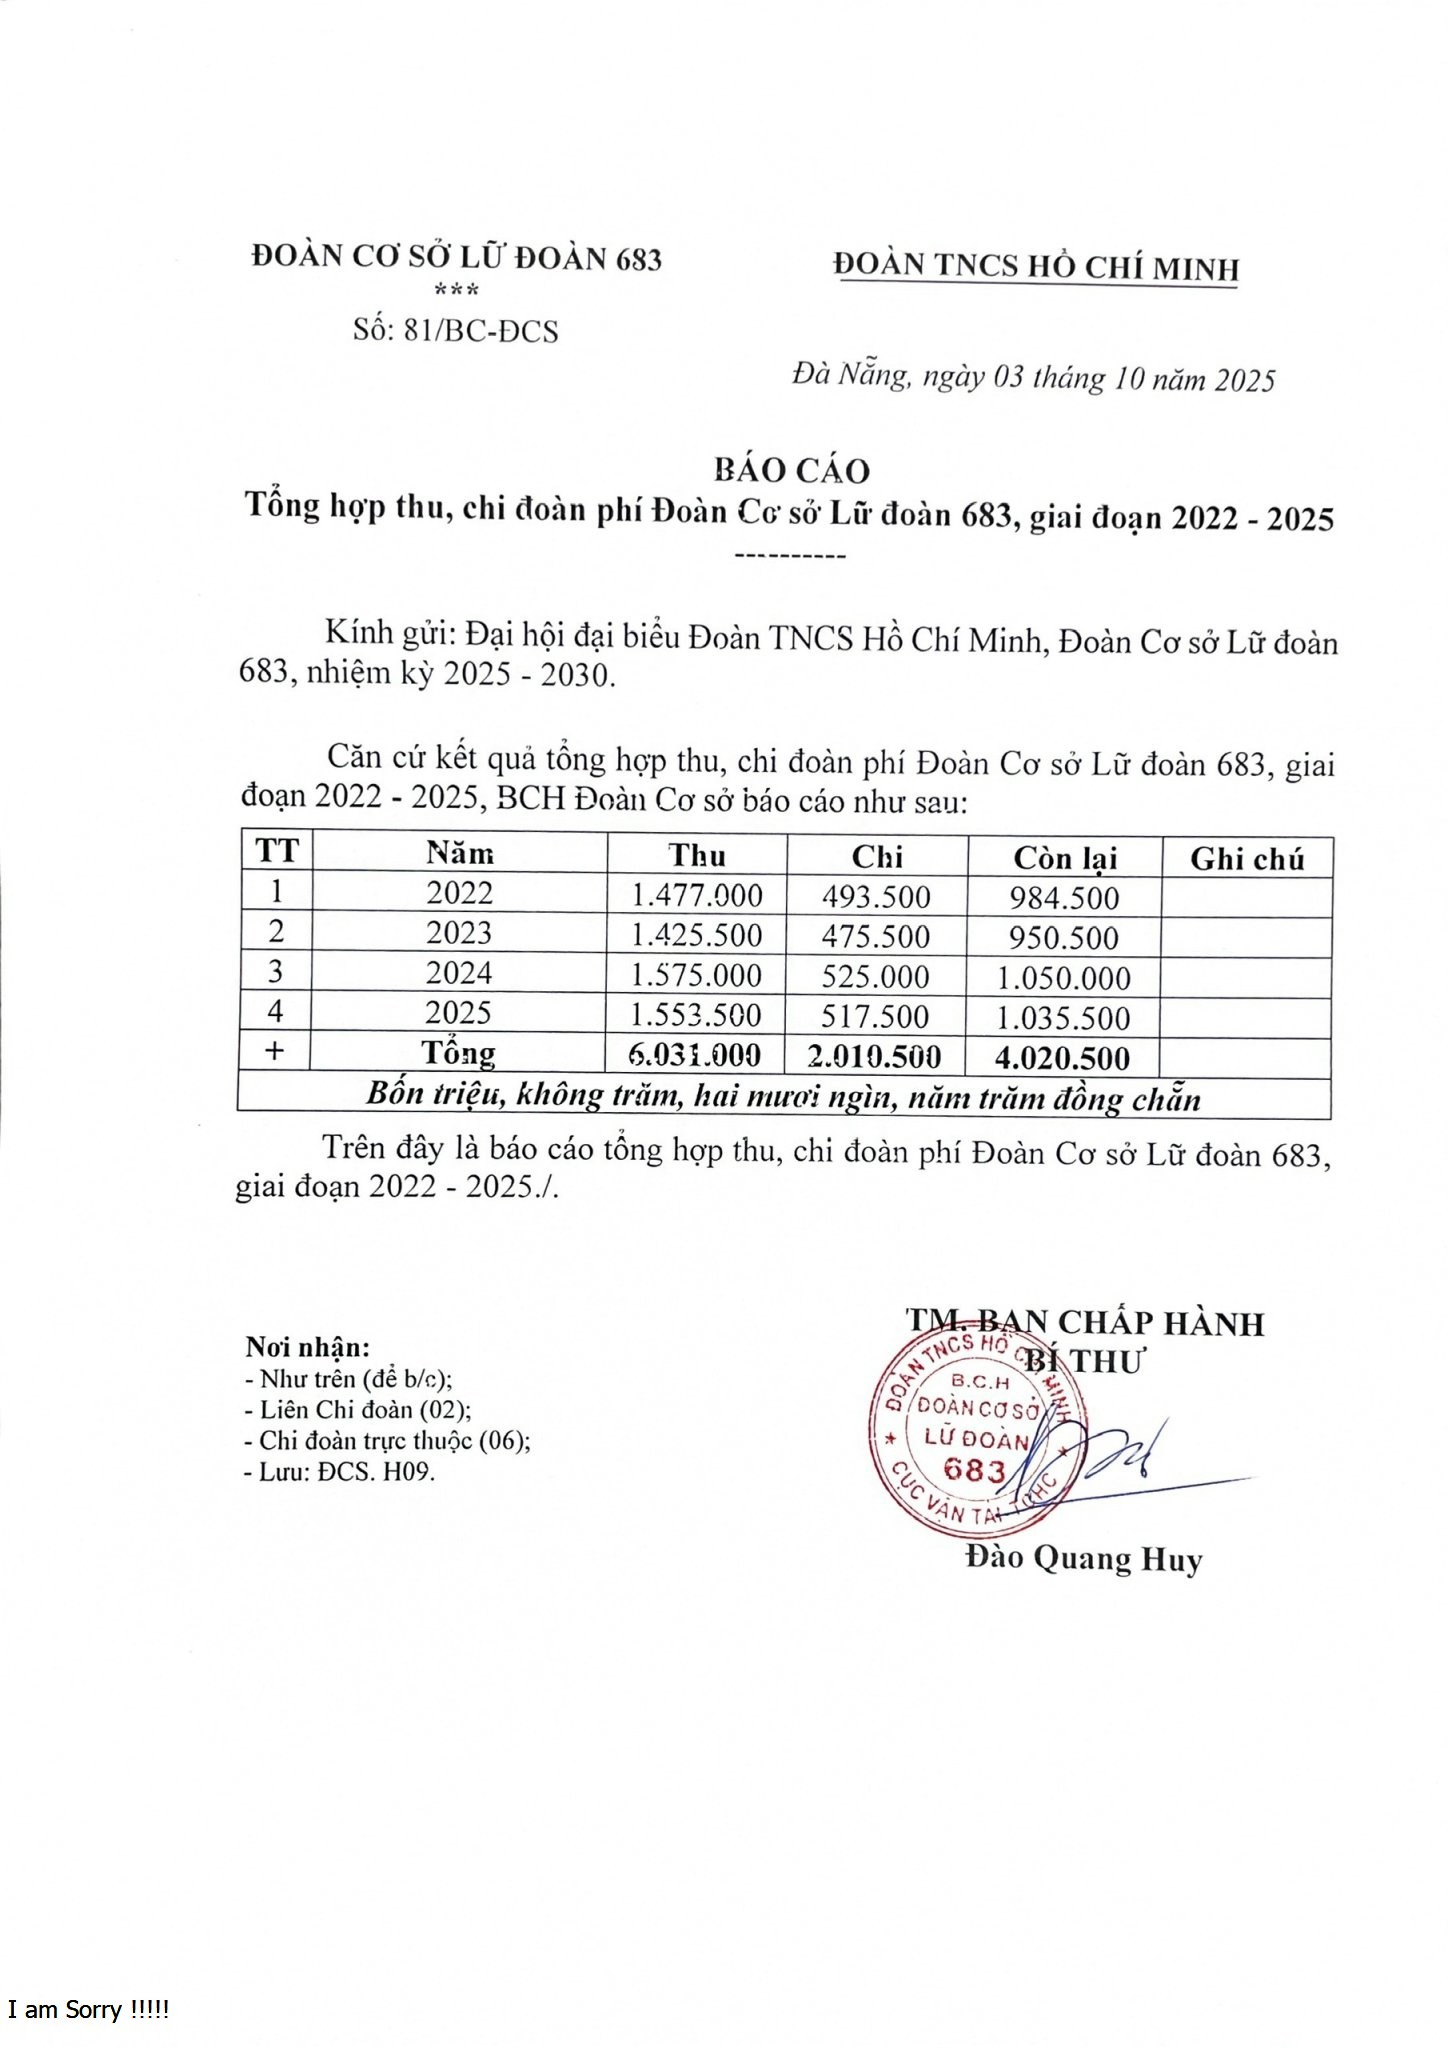 ĐOÀN CƠ SỞ LỮ ĐOÀN 683
***
Số: 81/BC-ĐCS
ĐOÀN TNCS HỒ CHÍ MINH
Đà Nẵng, ngày 03 tháng 10 năm 2025
BÁO CÁO
Tổng hợp thu, chi đoàn phí Đoàn Cơ sở Lữ đoàn 683, giai đoạn 2022 - 2025
----------
Kính gửi: Đại hội đại biểu Đoàn TNCS Hồ Chí Minh, Đoàn Cơ sở Lữ đoàn
683, nhiệm kỳ 2025 - 2030.
Căn cứ kết quả tổng hợp thu, chi đoàn phí Đoàn Cơ sở Lữ đoàn 683, giai
đoạn 2022 - 2025, BCH Đoàn Cơ sở báo cáo như sau:
TT Năm Thu Chi Còn lại Ghi chú
1 2022 1.477.000 493.500 984.500
2 2023 1.425.500 475.500 950.500
3 2024 1.575.000 525.000 1.050.000
4 2025 1.553.500 517.500 1.035.500
+ Tổng 6.031.000 2.010.500 4.020.500
Bốn triệu, không trăm, hai mươi ngìn, năm trăm đồng chẵn
Trên đây là báo cáo tổng hợp thu, chi đoàn phí Đoàn Cơ sở Lữ đoàn 683,
giai đoạn 2022 - 2025./.
Nơi nhận:
- Như trên (để b/c);
- Liên Chi đoàn (02);
- Chi đoàn trực thuộc (06);
- Lưu: ĐCS. H09.
TM. BAN CHẤP HÀNH
BÍ THƯ
ĐOÀN TNCS HỒ CHÍ MINH
B.C.H
ĐOÀN CƠ SỞ
LỮ ĐOÀN
683
CỤC VẬN TẢI-TCHC
Đào Quang Huy
I am Sorry !!!!!